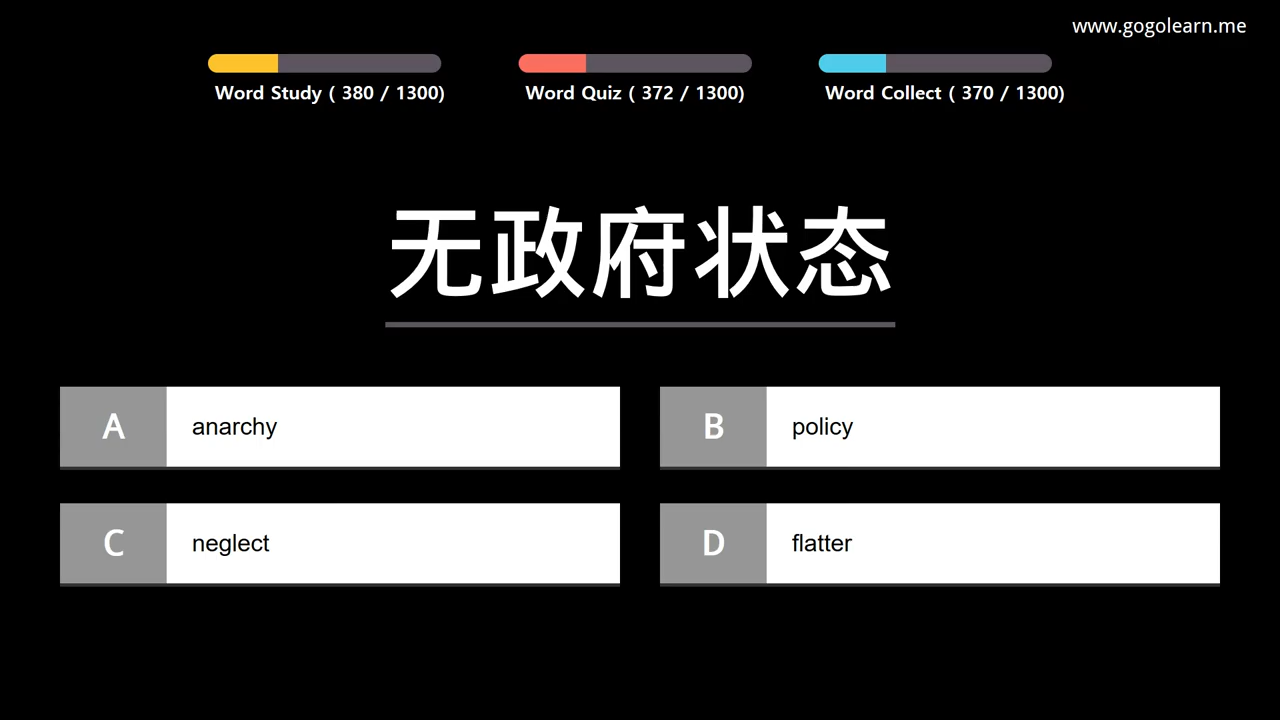 www.gogolearn.me
Word Study ( 380 / 1300)
Word Quiz ( 372 / 1300)
Word Collect ( 370 / 1300)
无政府状态
A anarchy
B policy
C neglect
D flatter